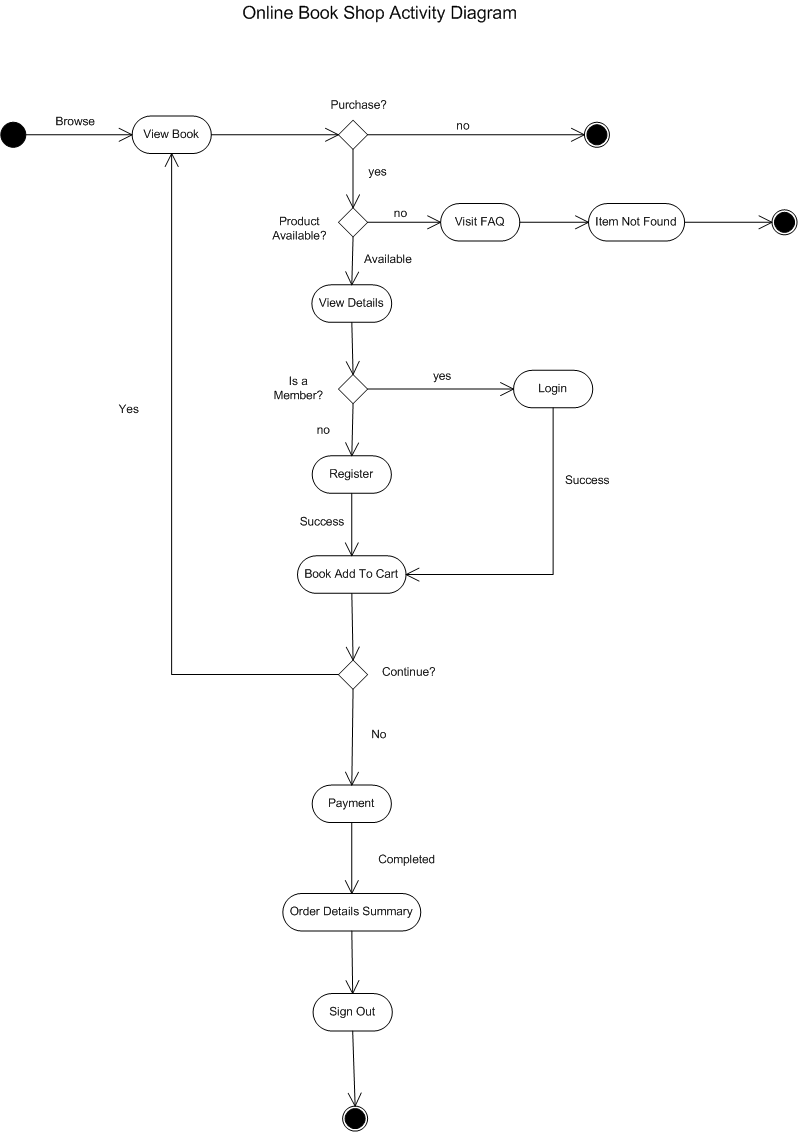 Online Book Shop Activity Diagram
Purchase?
Browse
View Book
no
yes
Product
Available?
no
Visit FAQ
Item Not Found
Available
View Details
Is a
Member?
yes
Login
Yes
no
Register
Success
Success
Book Add To Cart
Continue?
No
Payment
Completed
Order Details Summary
Sign Out